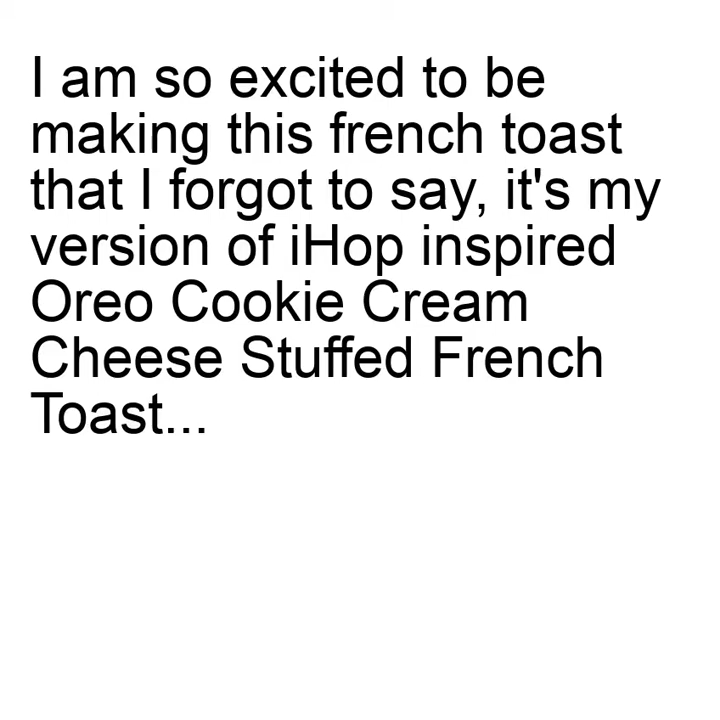 I am so excited to be
making this french toast
that I forgot to say, it's my
version of iHop inspired
Oreo Cookie Cream
Cheese Stuffed French
Toast...